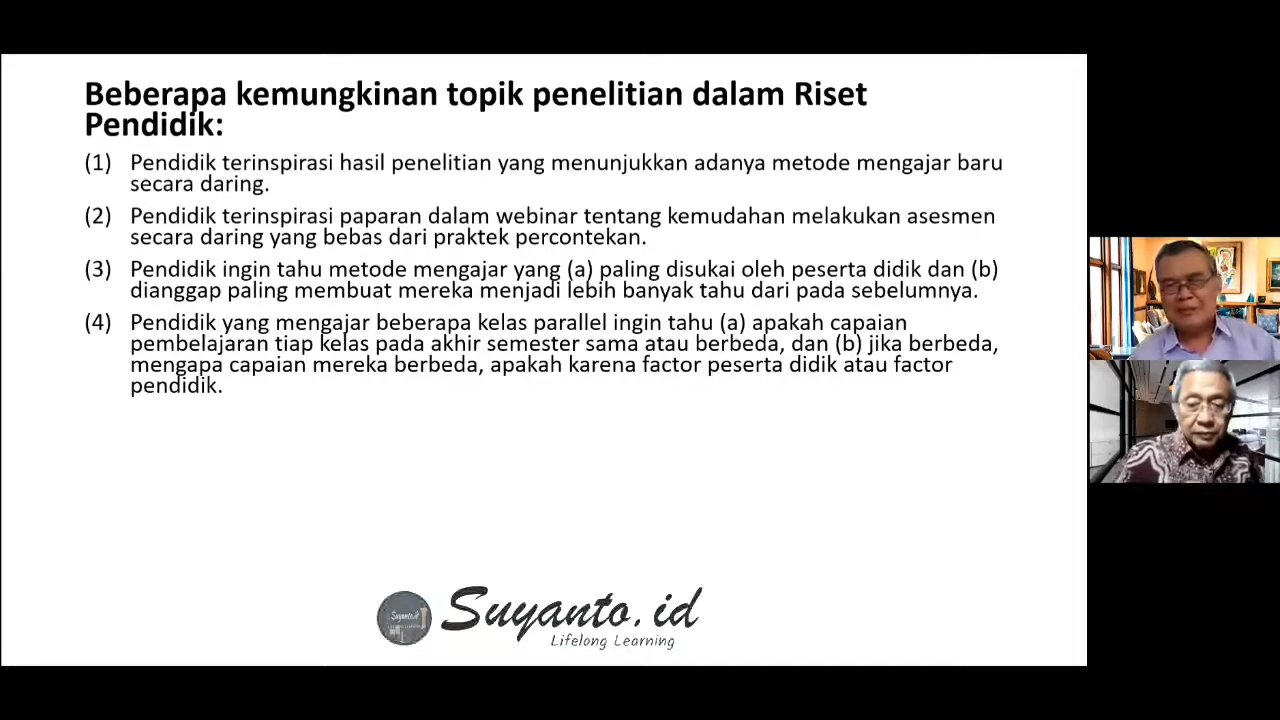 Beberapa kemungkinan topik penelitian dalam Riset
Pendidik:
(1) Pendidik terinspirasi hasil penelitian yang menunjukkan adanya metode mengajar baru
secara daring.
(2) Pendidik terinspirasi paparan dalam webinar tentang kemudahan melakukan asesmen
secara daring yang bebas dari praktek percontekan.
(3) Pendidik ingin tahu metode mengajar yang (a) paling disukai oleh peserta didik dan (b)
dianggap paling membuat mereka menjadi lebih banyak tahu dari pada sebelumnya.
(4) Pendidik yang mengajar beberapa kelas parallel ingin tahu (a) apakah capaian
pembelajaran tiap kelas pada akhir semester sama atau berbeda, dan (b) jika berbeda,
mengapa capaian mereka berbeda, apakah karena factor peserta didik atau factor
pendidik.
Suyanto.id
Suyanto.id
Lifelong Learning